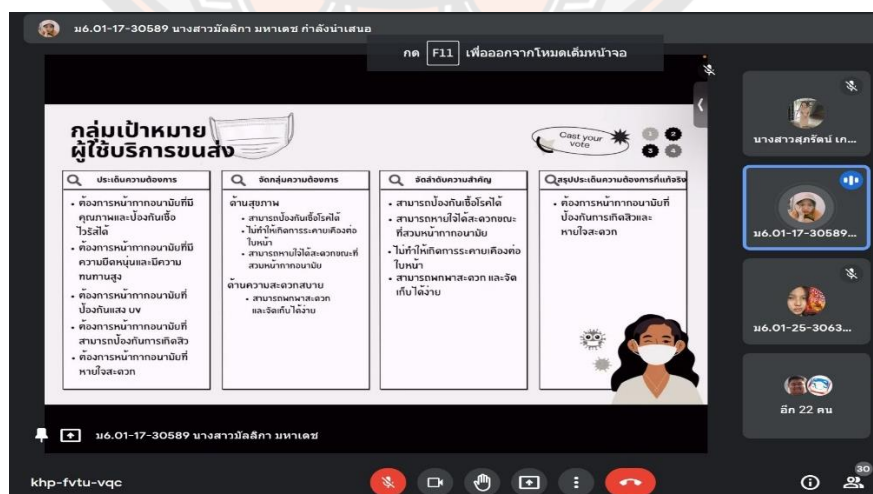 ม6.01-17-30589 นางสาวมัลลิกา มหาเดช กำลังนำเสนอ
กด F11 เพื่อออกจากโหมดเต็มหน้าจอ
กลุ่มเป้าหมาย
ผู้ใช้บริการขนส่ง
Cast your
vote
1 2
3 4
ประเด็นความต้องการ
• ต้องการหน้ากากอนามัยที่มี
คุณภาพและป้องกันเชื้อ
ไวรัสได้
• ต้องการหน้ากากอนามัยที่มี
ความยืดหยุ่นและมีความ
ทนทานสูง
• ต้องการหน้ากากอนามัยที่
ป้องกันแสง UV
• ต้องการหน้ากากอนามัยที่
สามารถป้องกันการเกิดสิว
• ต้องการหน้ากากอนามัยที่
หายใจสะดวก
จัดกลุ่มความต้องการ
ด้านสุขภาพ
• สามารถป้องกันเชื้อโรคได้
• ไม่ทำให้เกิดการระคายเคืองต่อ
ใบหน้า
• สามารถหายใจได้สะดวกขณะที่
สวมหน้ากากอนามัย
ด้านความสะดวกสบาย
• สามารถพกพาสะดวก
และจัดเก็บได้ง่าย
จัดลำดับความสำคัญ
• สามารถป้องกันเชื้อโรคได้
• สามารถหายใจได้สะดวกขณะ
ที่สวมหน้ากากอนามัย
• ไม่ทำให้เกิดการระคายเคืองต่อ
ใบหน้า
• สามารถพกพาสะดวก และจัด
เก็บได้ง่าย
สรุปประเด็นความต้องการที่แท้จริง
• ต้องการหน้ากากอนามัยที่
ป้องกันการเกิดสิวและ
หายใจสะดวก
นางสาวสุภรัตน์ เก...
ม6.01-17-30589...
ม6.01-25-3063...
อีก 22 คน
ม6.01-17-30589 นางสาวมัลลิกา มหาเดช
khp-fvtu-vqc
30